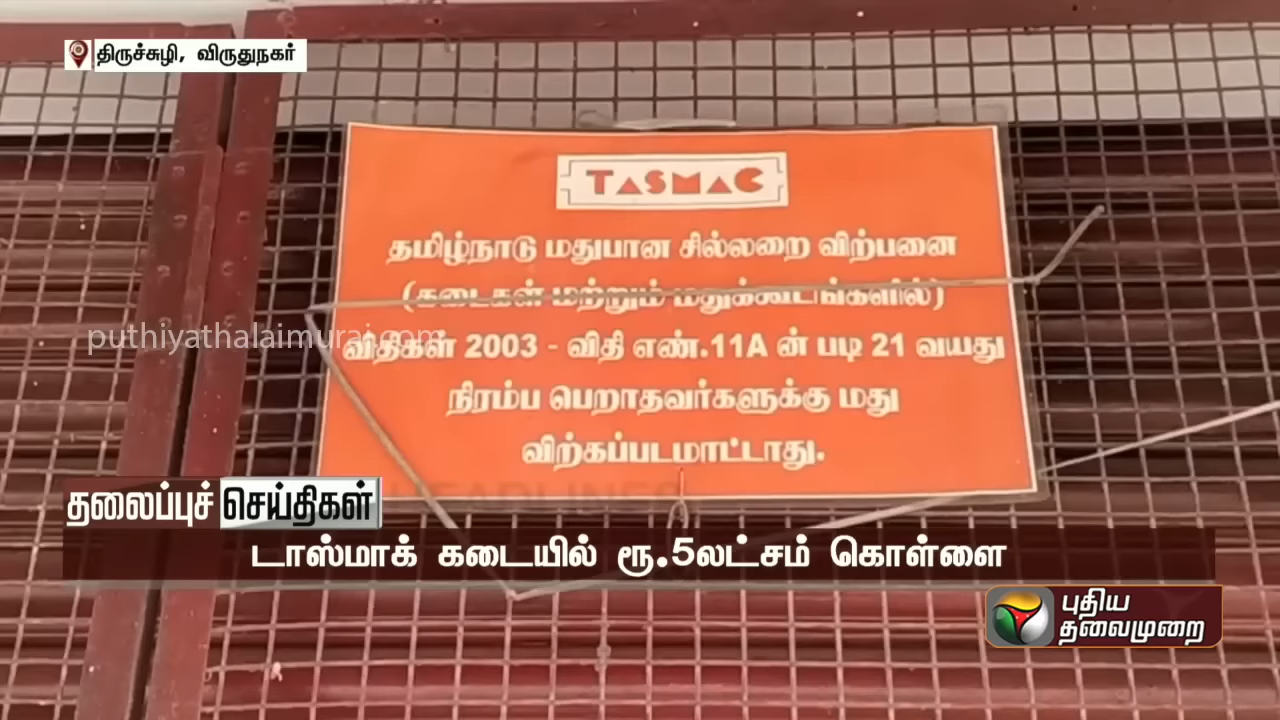 திருச்சுழி, விருதுநகர்
TASMAC
தமிழ்நாடு மதுபான சில்லறை விற்பனை
(கடைகள் மற்றும் மதுக்கூடங்களில்)
விதிகள் 2003 - விதி எண்.11A ன் படி 21 வயது
நிரம்ப பெறாதவர்களுக்கு மது
விற்கப்படமாட்டாது.
puthiyathalaimurai.com
தலைப்புச் செய்திகள்
HEADLINES
டாஸ்மாக் கடையில் ரூ.5லட்சம் கொள்ளை
புதிய
தலைமுறை